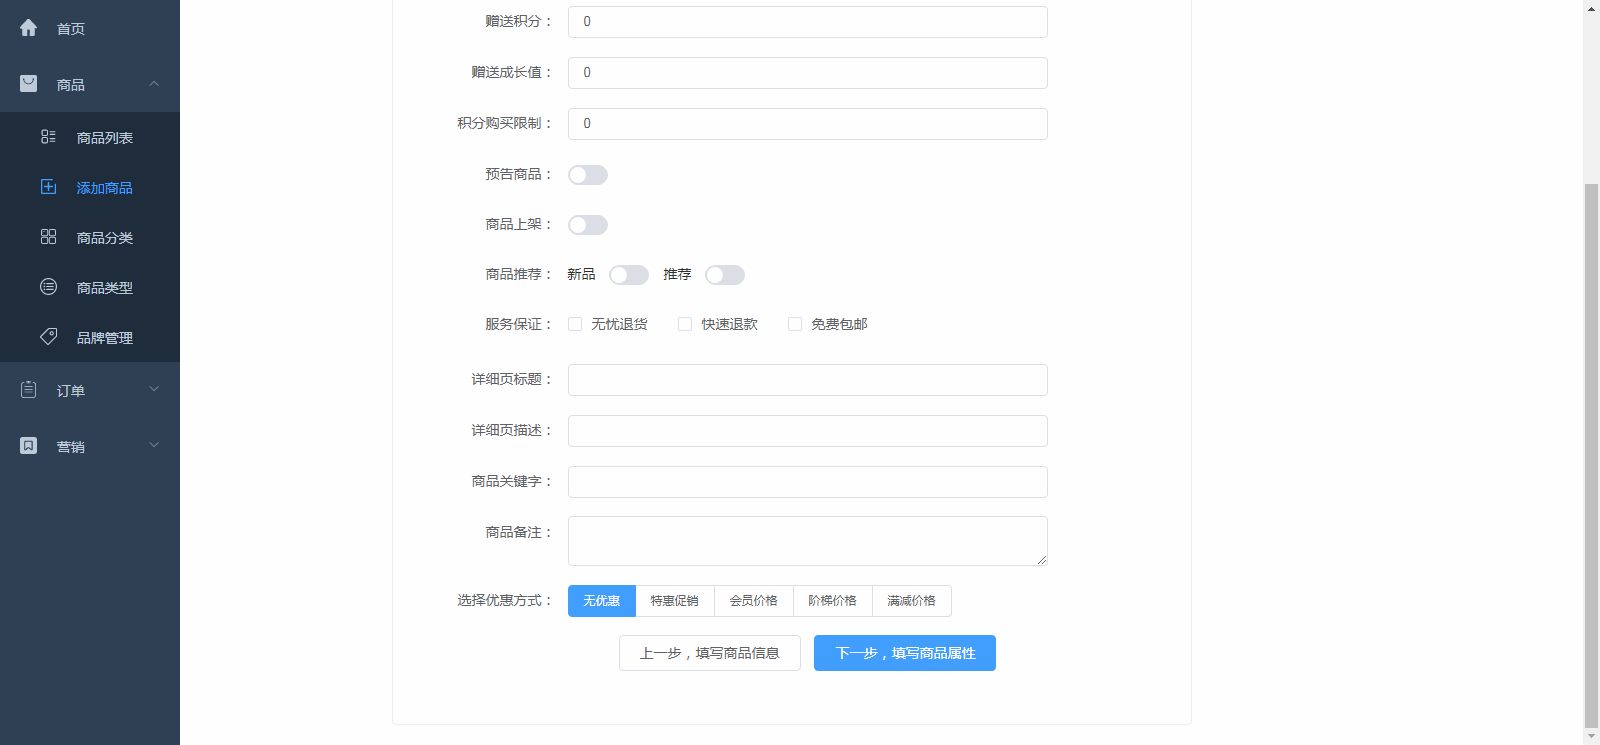 首页
商品
商品列表
添加商品
商品分类
商品类型
品牌管理
订单
营销
赠送积分： 0
赠送成长值： 0
积分购买限制： 0
预告商品：
商品上架：
商品推荐： 新品 推荐
服务保证： 无忧退货 快速退款 免费包邮
详细页标题：
详细页描述：
商品关键字：
商品备注：
选择优惠方式： 无优惠 特惠促销 会员价格 阶梯价格 满减价格
上一步，填写商品信息 下一步，填写商品属性